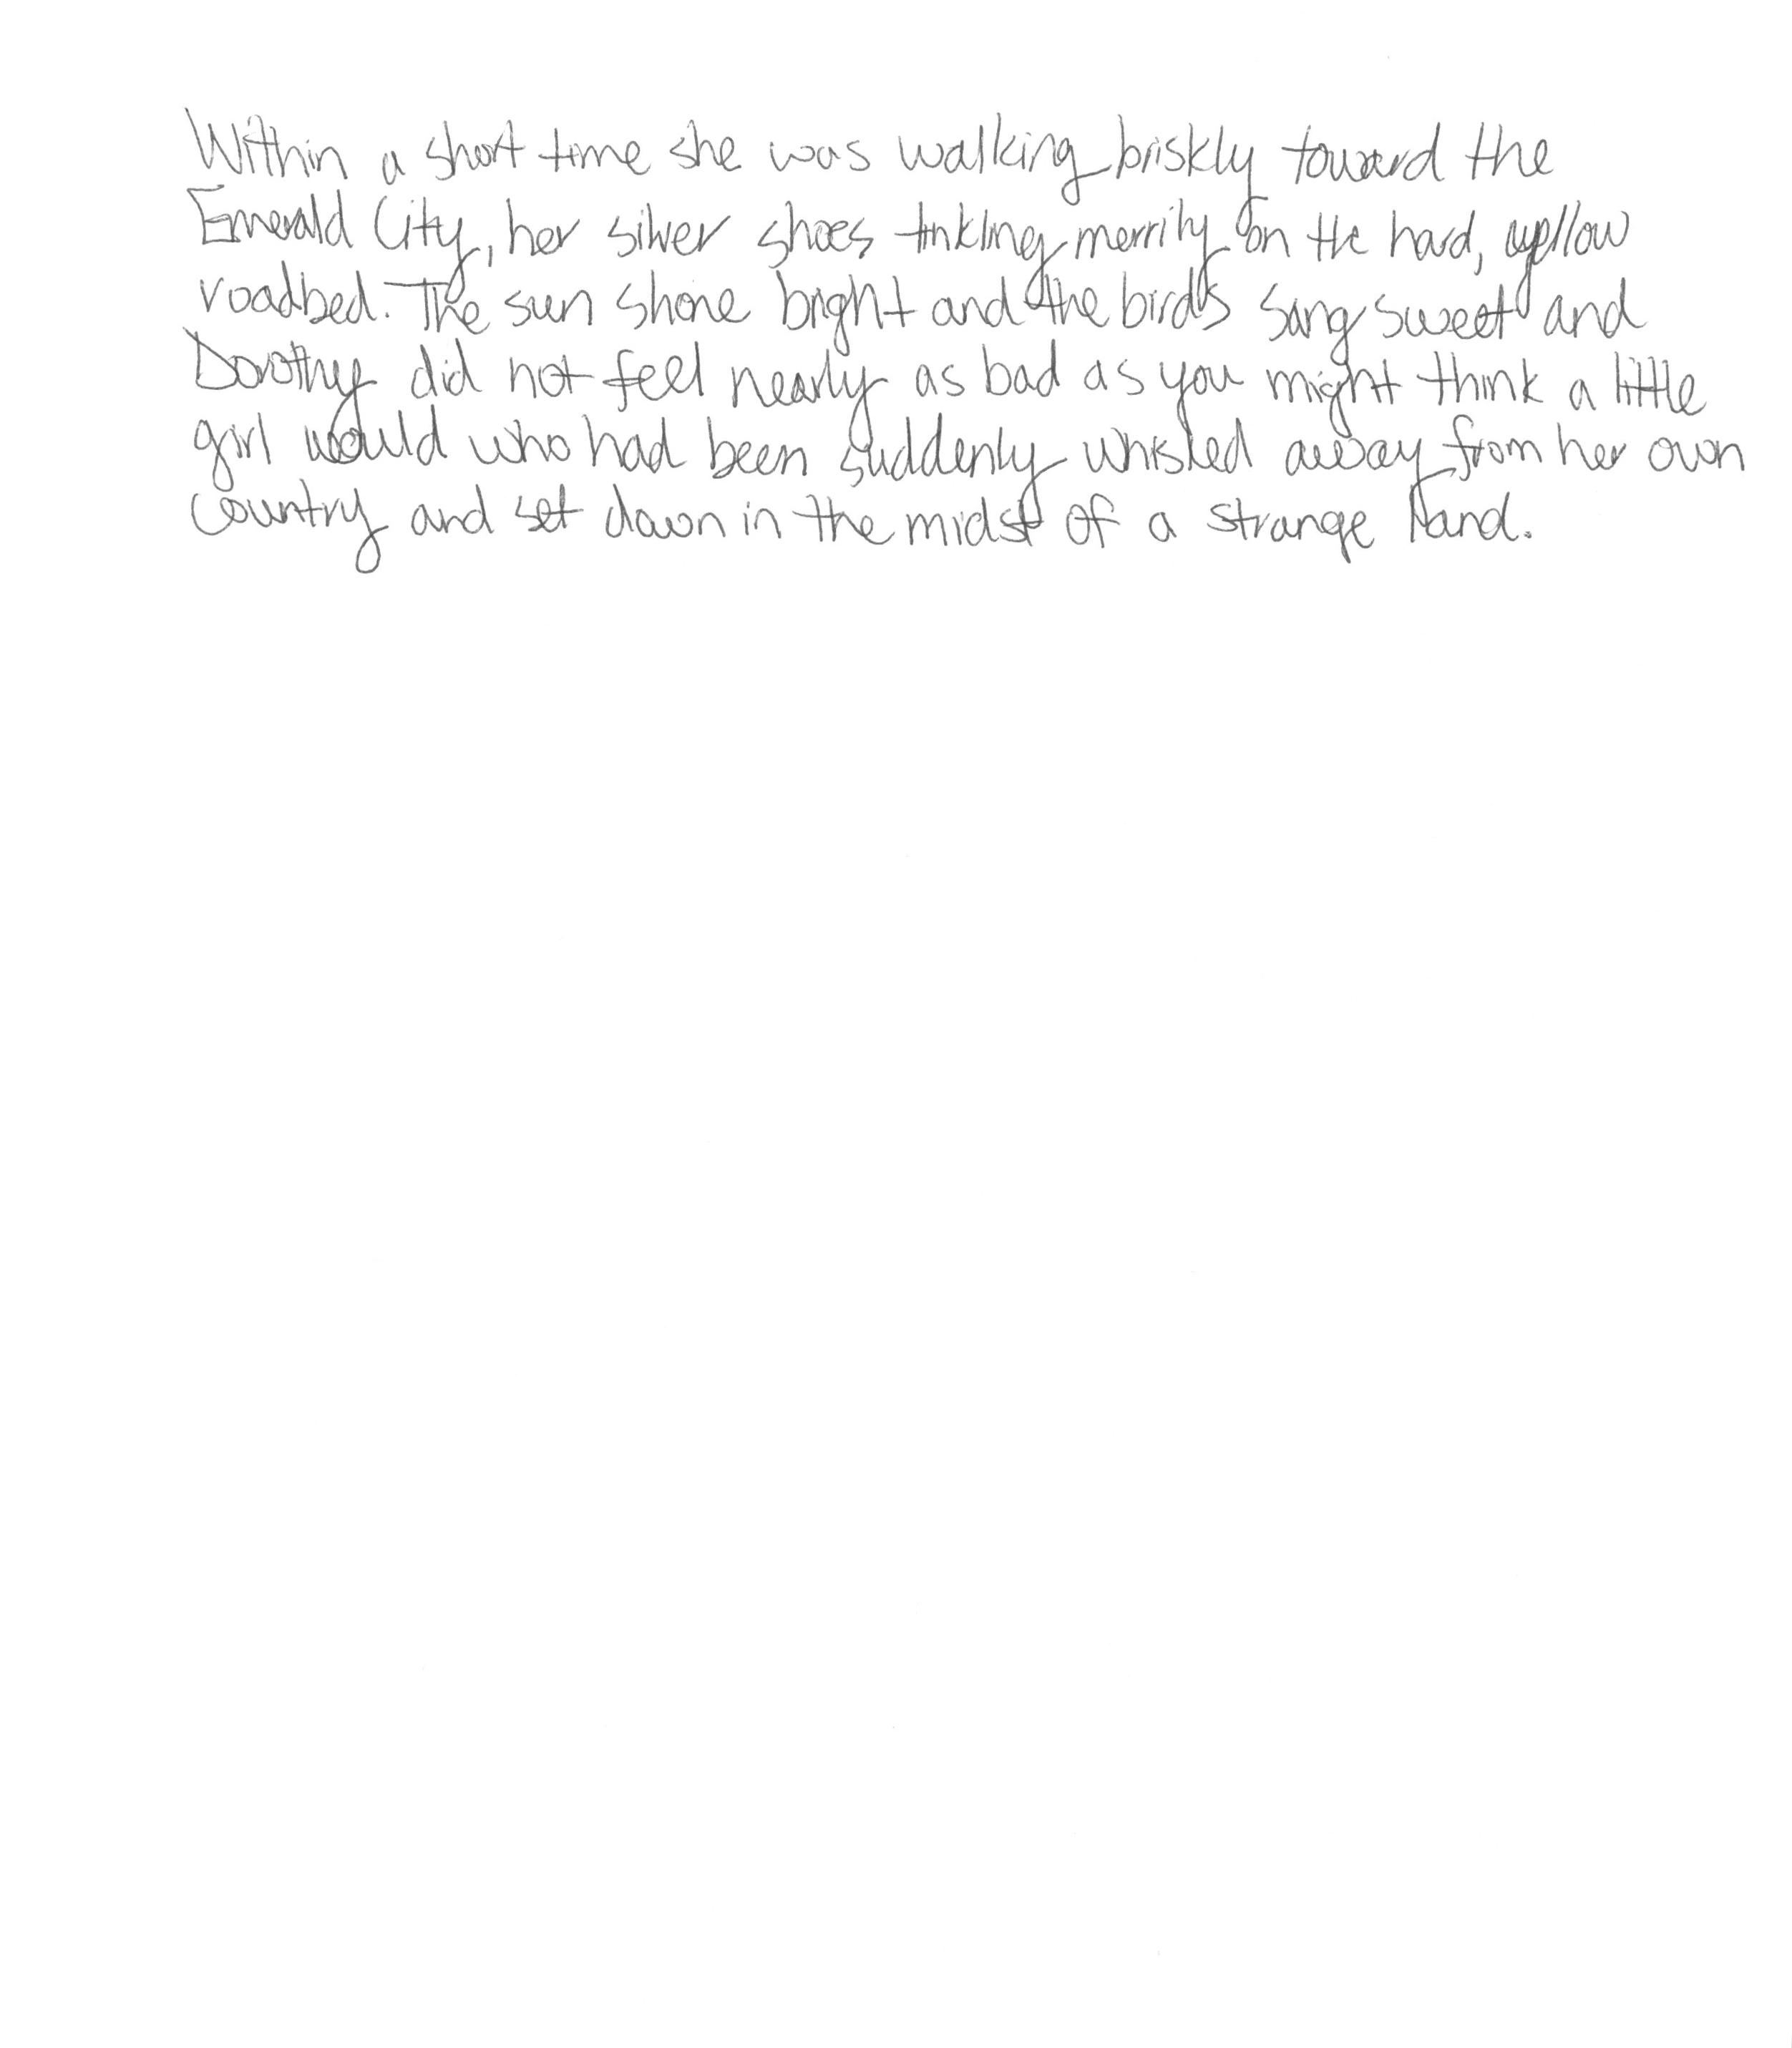 Within a short time she was walking briskly toward the
Emerald City, her silver shoes tinkling merrily on the hard, yellow
roadbed. The sun shone bright and the birds sang sweet and
Dorothy did not feel nearly as bad as you might think a little
girl would who had been suddenly whisked away from her own
country and set down in the midst of a strange land.